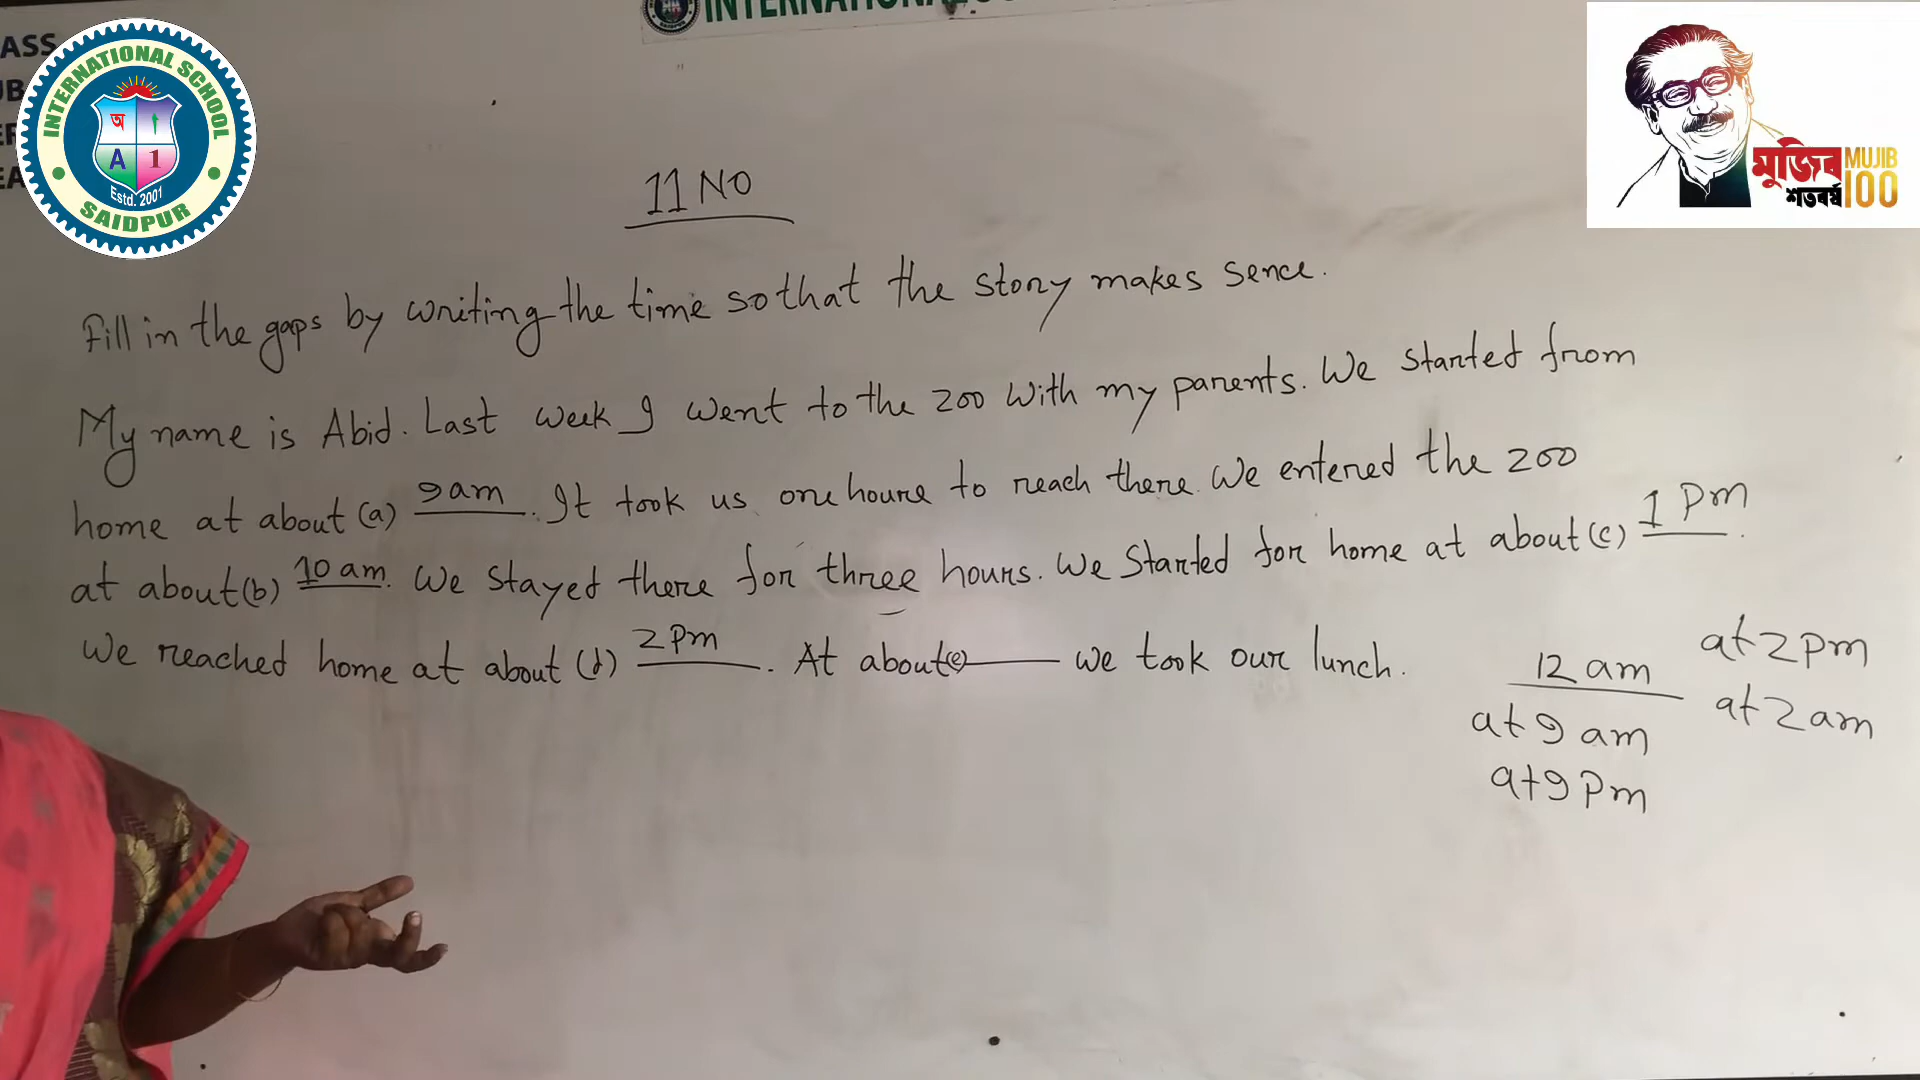 INTERNATIONAL
ASS
INTERNATIONAL SCHOOL
অ
A 1
Estd. 2001
SAIDPUR
মুজিব MUJIB
শতবর্ষ 100
11 NO
Fill in the gaps by writing the time so that the story makes sence.
My name is Abid. Last week I went to the zoo with my parents. We started from
home at about (a) 9 am. It took us one houre to reach there. We entered the zoo
at about (b) 10 am. We stayed there for three hours. We started for home at about (c) 1 Pm.
We reached home at about (d) 2 Pm. At about (e) ____ we took our lunch.
12 am
at 9 am
at 9 Pm
at 2 pm
at 2 am